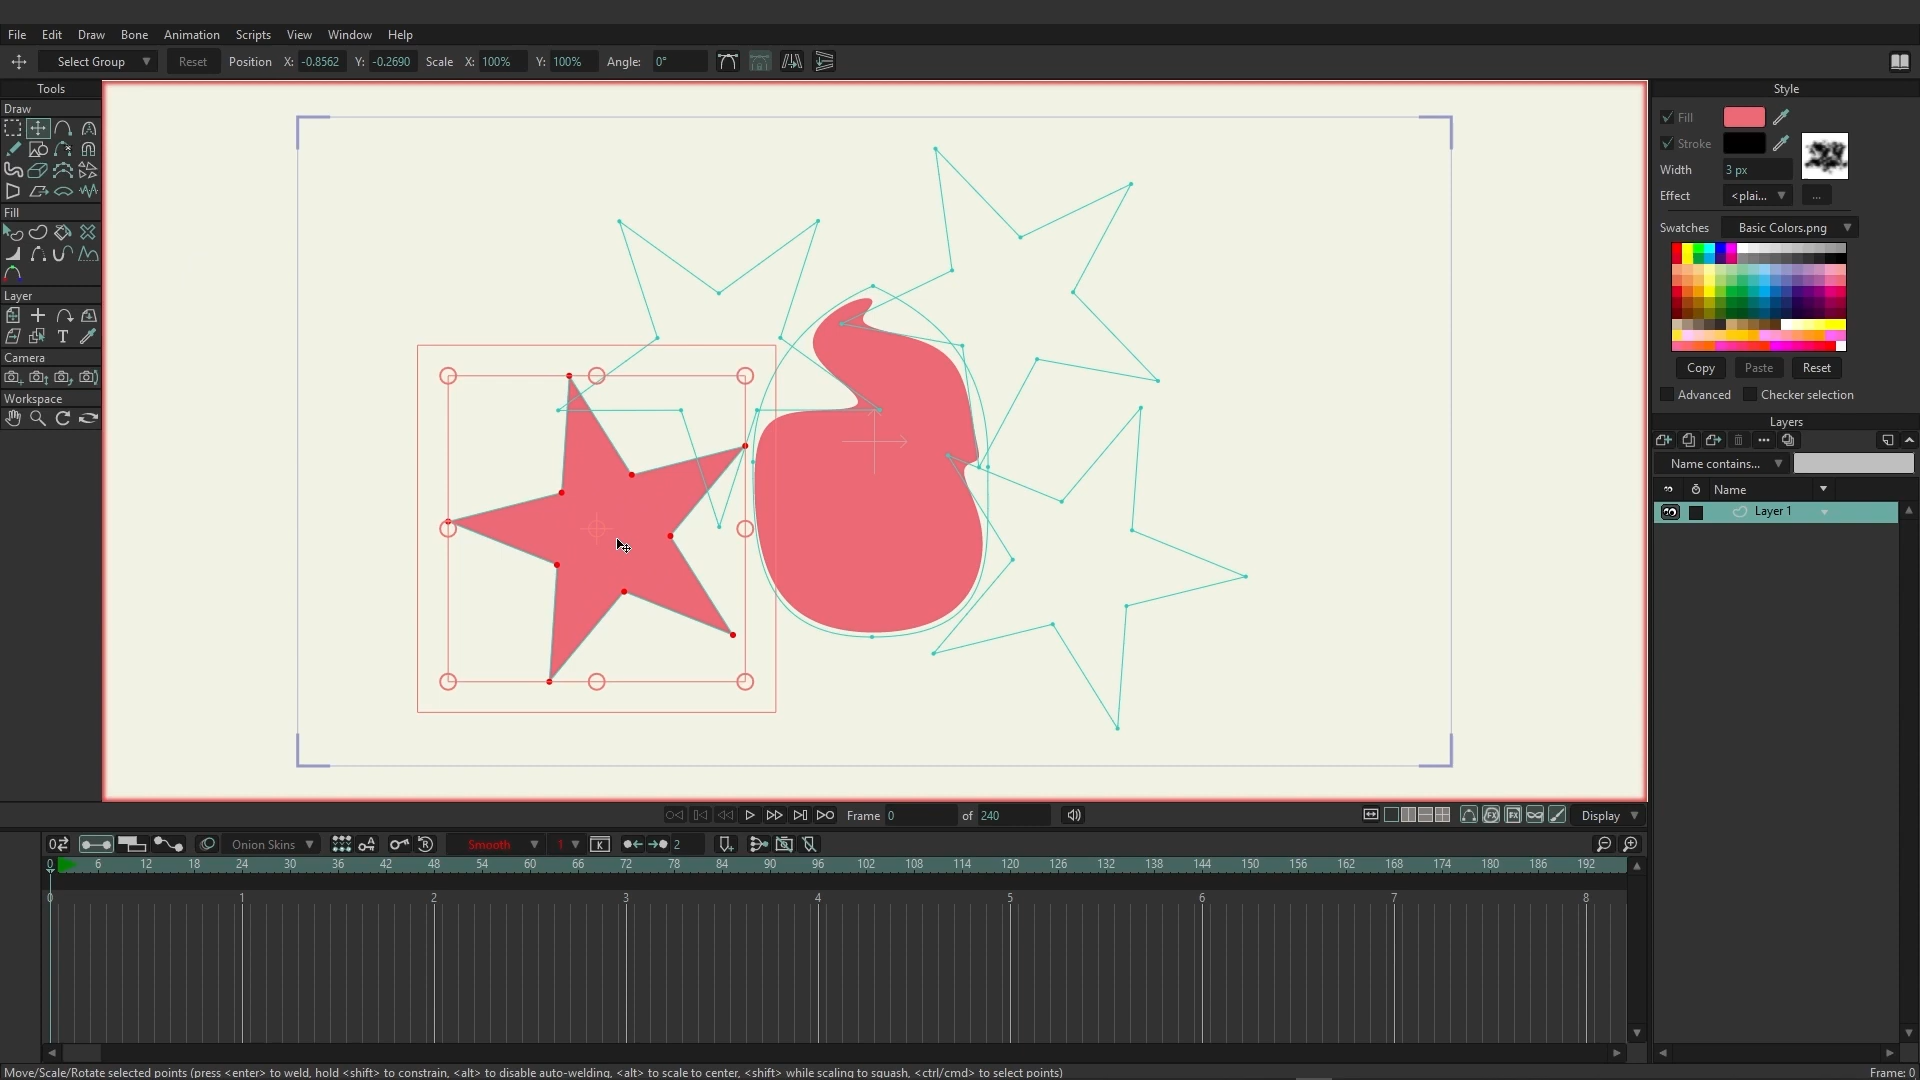 File Edit Draw Bone Animation Scripts View Window Help
Select Group Reset Position X: -0.8562 Y: -0.2690 Scale X: 100% Y: 100% Angle: 0°
Tools
Draw
Fill
Layer
T
Camera
Workspace
Style
Fill
Stroke
Width 3 px
Effect <plai... ...
Swatches Basic Colors.png
Copy Paste Reset
Advanced Checker selection
Layers
Name contains...
Name
Layer 1
Frame 0 of 240 Display
Onion Skins Smooth 1 K 2
0 6 12 18 24 30 36 42 48 54 60 66 72 78 84 90 96 102 108 114 120 126 132 138 144 150 156 162 168 174 180 186 192
0 1 2 3 4 5 6 7 8
Move/Scale/Rotate selected points (press <enter> to weld, hold <shift> to constrain, <alt> to disable auto-welding, <alt> to scale to center, <shift> while scaling to squash, <ctrl/cmd> to select points) Frame: 0